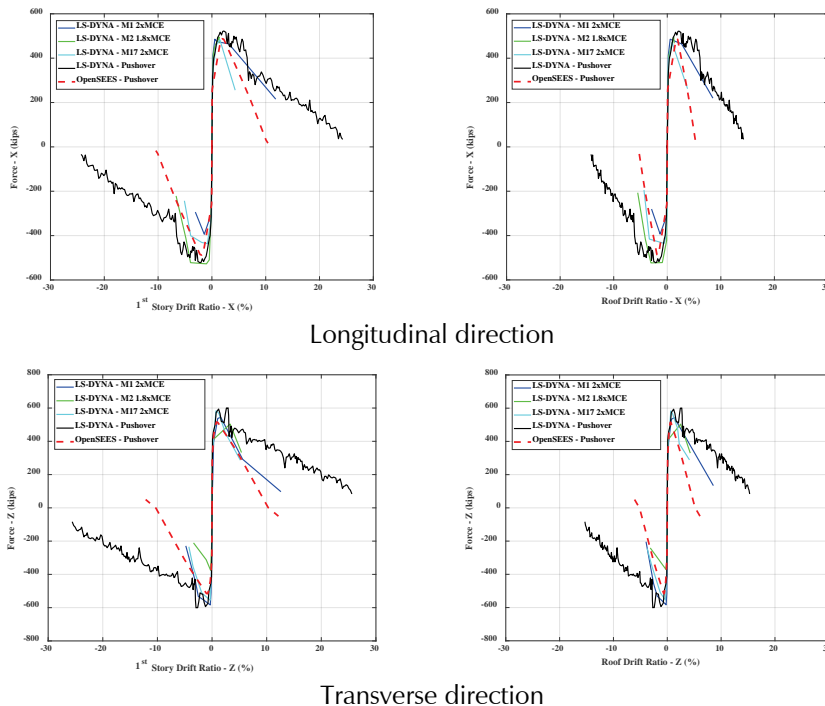 600
400
200
0
-200
-400
-600
Force - X (kips)
LS-DYNA - M1 2xMCE
LS-DYNA - M2 1.8xMCE
LS-DYNA - M17 2xMCE
LS-DYNA - Pushover
OpenSEES - Pushover
-30 -20 -10 0 10 20 30
1st Story Drift Ratio - X (%)
600
400
200
0
-200
-400
-600
Force - X (kips)
LS-DYNA - M1 2xMCE
LS-DYNA - M2 1.8xMCE
LS-DYNA - M17 2xMCE
LS-DYNA - Pushover
OpenSEES - Pushover
-30 -20 -10 0 10 20 30
Roof Drift Ratio - X (%)
Longitudinal direction
800
600
400
200
0
-200
-400
-600
-800
Force - Z (kips)
LS-DYNA - M1 2xMCE
LS-DYNA - M2 1.8xMCE
LS-DYNA - M17 2xMCE
LS-DYNA - Pushover
OpenSEES - Pushover
-30 -20 -10 0 10 20 30
1st Story Drift Ratio - Z (%)
800
600
400
200
0
-200
-400
-600
-800
Force - Z (kips)
LS-DYNA - M1 2xMCE
LS-DYNA - M2 1.8xMCE
LS-DYNA - M17 2xMCE
LS-DYNA - Pushover
OpenSEES - Pushover
-30 -20 -10 0 10 20 30
Roof Drift Ratio - Z (%)
Transverse direction